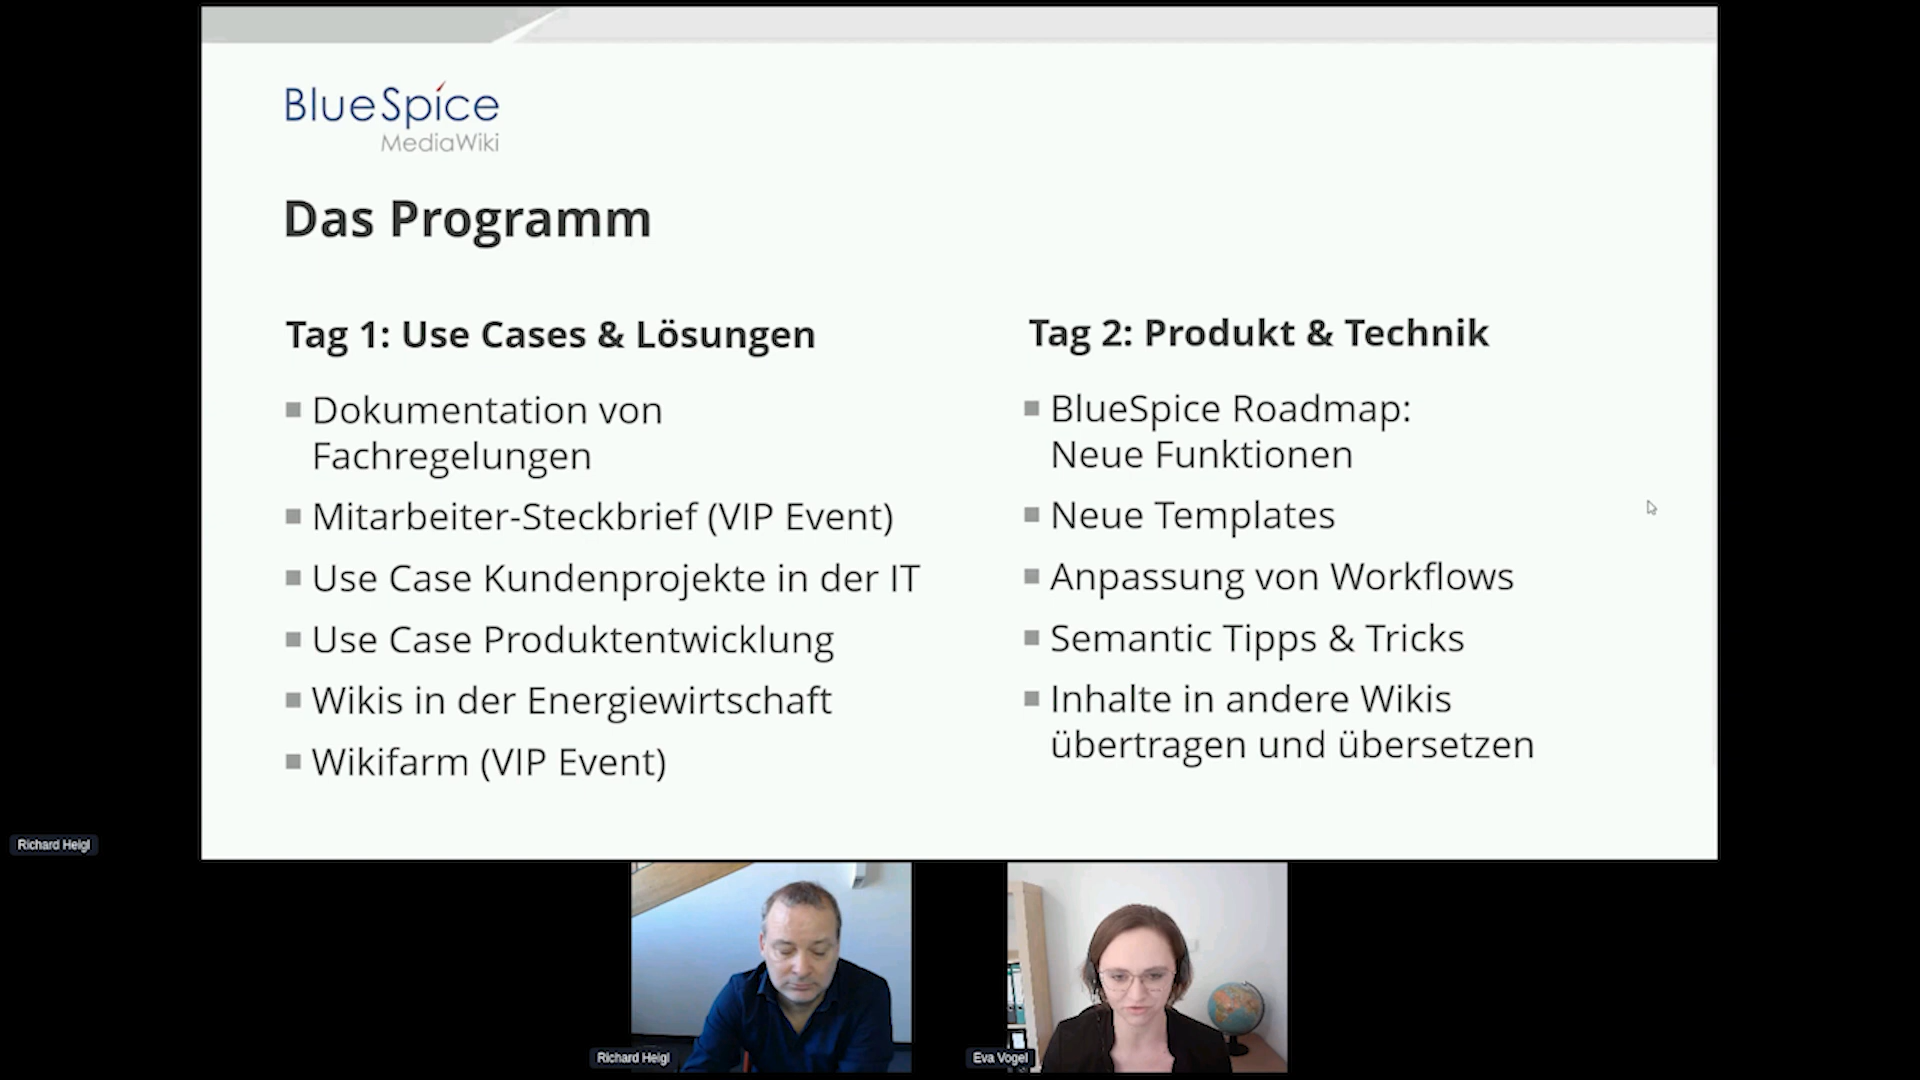 BlueSpice
MediaWiki
Das Programm
Tag 1: Use Cases & Lösungen
Dokumentation von
Fachregelungen
Mitarbeiter-Steckbrief (VIP Event)
Use Case Kundenprojekte in der IT
Use Case Produktentwicklung
Wikis in der Energiewirtschaft
Wikifarm (VIP Event)
Tag 2: Produkt & Technik
BlueSpice Roadmap:
Neue Funktionen
Neue Templates
Anpassung von Workflows
Semantic Tipps & Tricks
Inhalte in andere Wikis
übertragen und übersetzen
Richard Heigl
Richard Heigl
Eva Vogel